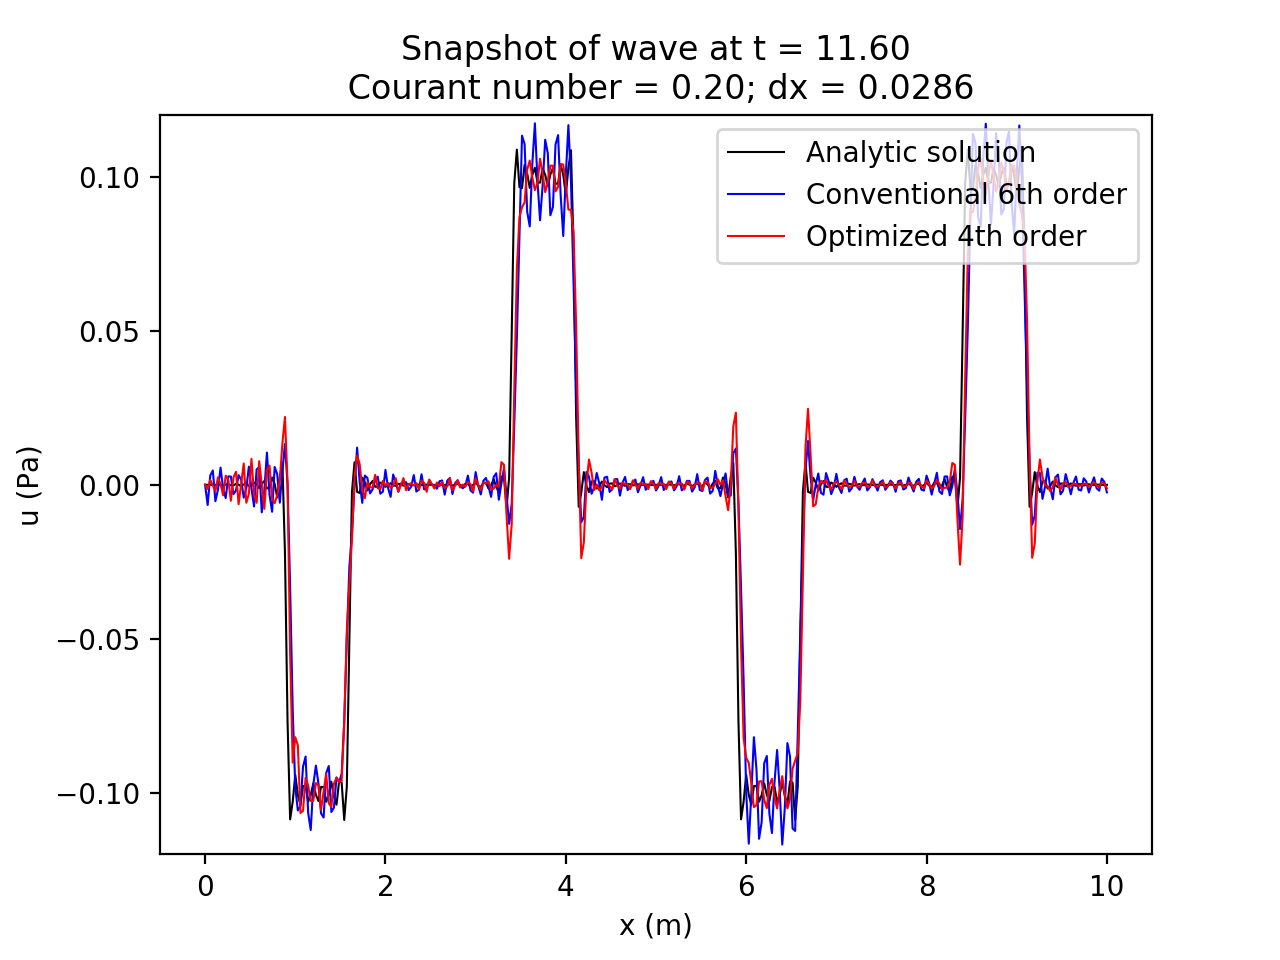 Snapshot of wave at t = 11.60
Courant number = 0.20; dx = 0.0286
Analytic solution
Conventional 6th order
Optimized 4th order
0.10
0.05
0.00
−0.05
−0.10
u (Pa)
0 2 4 6 8 10
x (m)